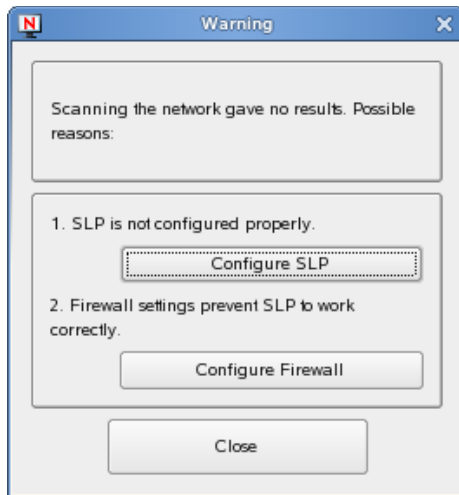 N
Warning
Scanning the network gave no results. Possible
reasons:
1. SLP is not configured properly.
Configure SLP
2. Firewall settings prevent SLP to work
correctly.
Configure Firewall
Close